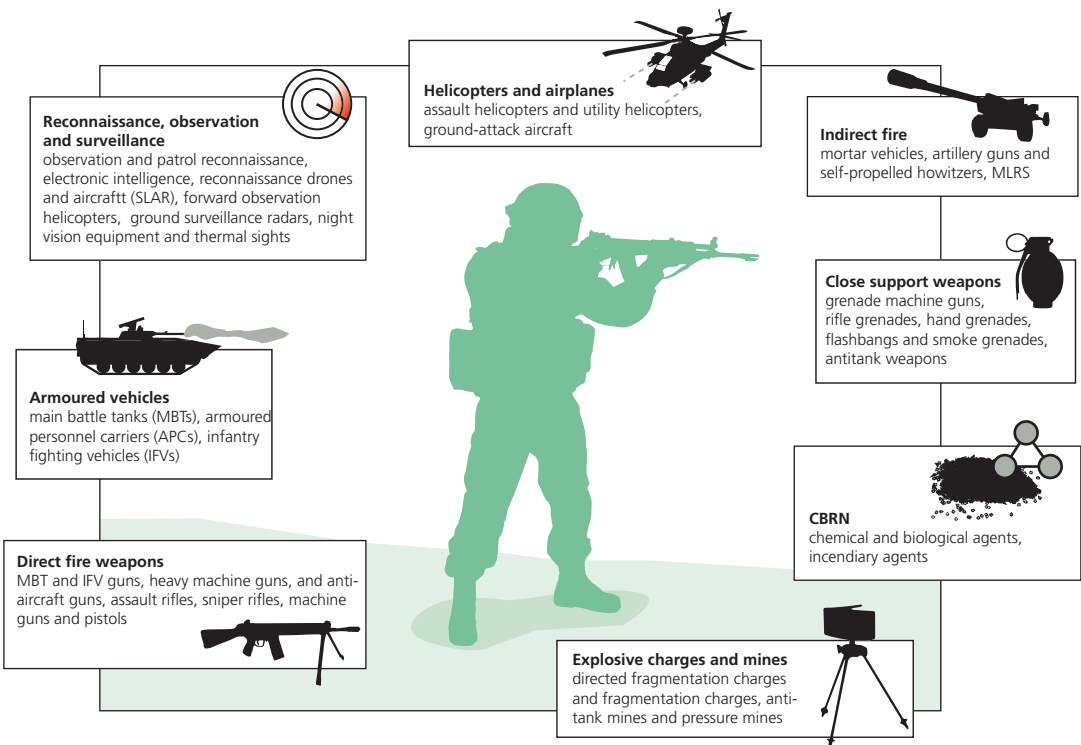 Helicopters and airplanes
assault helicopters and utility helicopters,
ground-attack aircraft
Reconnaissance, observation
and surveillance
observation and patrol reconnaissance,
electronic intelligence, reconnaissance drones
and aircraftt (SLAR), forward observation
helicopters, ground surveillance radars, night
vision equipment and thermal sights
Indirect fire
mortar vehicles, artillery guns and
self-propelled howitzers, MLRS
Close support weapons
grenade machine guns,
rifle grenades, hand grenades,
flashbangs and smoke grenades,
antitank weapons
Armoured vehicles
main battle tanks (MBTs), armoured
personnel carriers (APCs), infantry
fighting vehicles (IFVs)
CBRN
chemical and biological agents,
incendiary agents
Direct fire weapons
MBT and IFV guns, heavy machine guns, and anti-
aircraft guns, assault rifles, sniper rifles, machine
guns and pistols
Explosive charges and mines
directed fragmentation charges
and fragmentation charges, anti-
tank mines and pressure mines